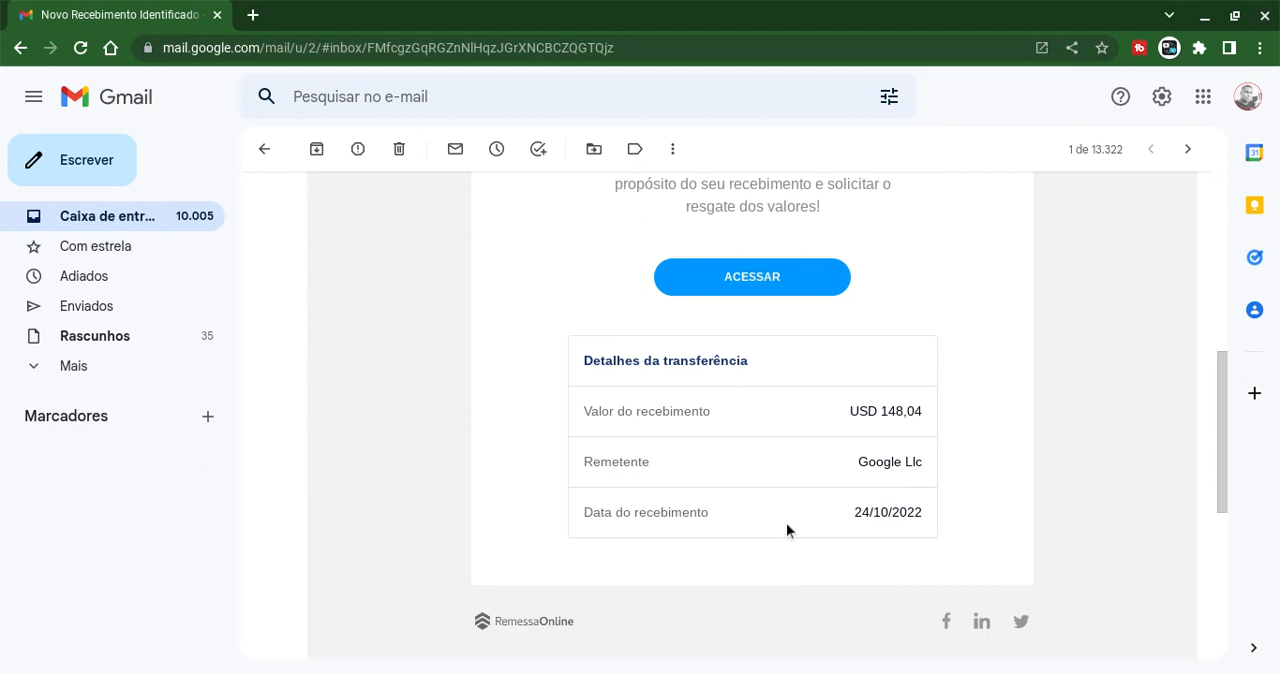 Novo Recebimento Identificado
mail.google.com/mail/u/2/#inbox/FMfcgzGqRGZnNlHqzJGrXNCBCZQGTQjz
Gmail
Pesquisar no e-mail
Escrever
1 de 13.322
Caixa de entr... 10.005
Com estrela
Adiados
Enviados
Rascunhos 35
Mais
Marcadores
propósito do seu recebimento e solicitar o
resgate dos valores!
ACESSAR
Detalhes da transferência
Valor do recebimento USD 148,04
Remetente Google Llc
Data do recebimento 24/10/2022
RemessaOnline